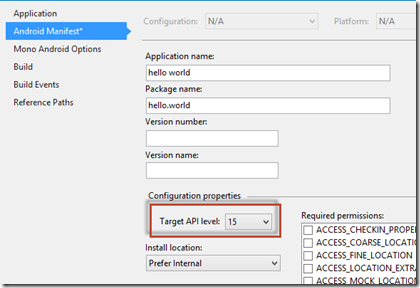 Application
Android Manifest*
Mono Android Options
Build
Build Events
Reference Paths
Configuration: N/A
Platform: N/A
Application name:
hello world
Package name:
hello.world
Version number:
Version name:
Configuration properties
Target API level: 15
Install location:
Prefer Internal
Required permissions:
ACCESS_CHECKIN_PROPE
ACCESS_COARSE_LOCATIO
ACCESS_FINE_LOCATION
ACCESS_LOCATION_EXTRA
ACCESS_MOCK_LOCATION